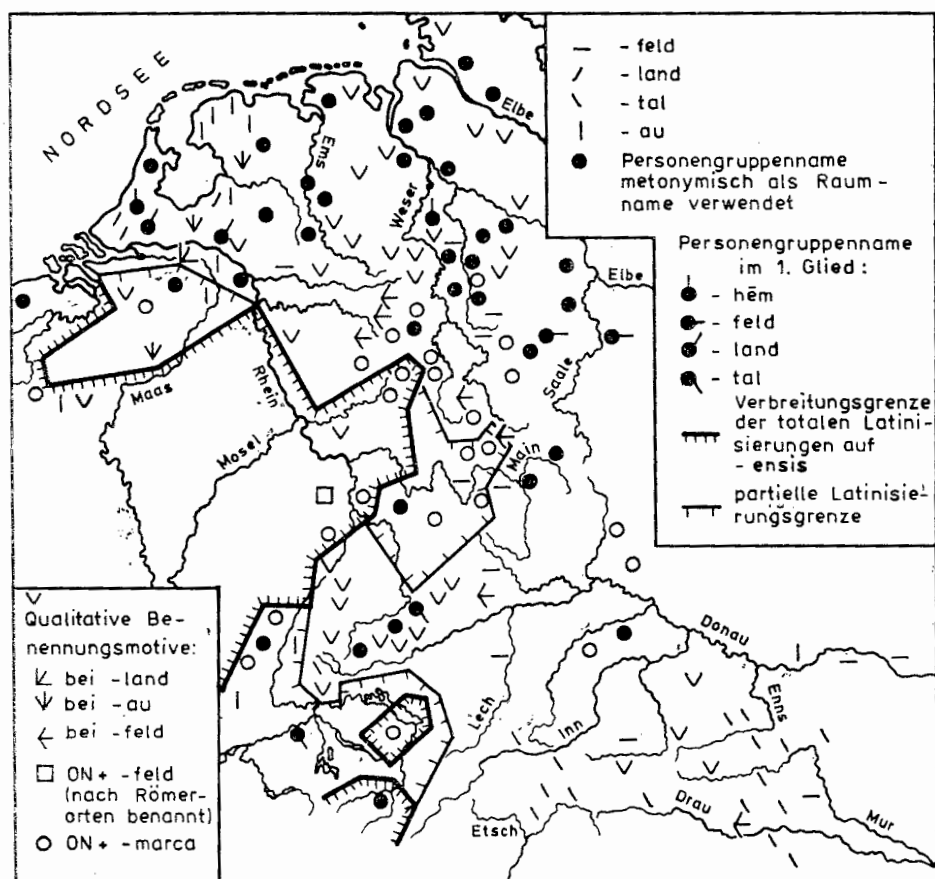 NORDSEE
Elbe
Ems
Weser
Elbe
Maas
Rhein
Mosel
Saale
Main
Donau
Lech
Inn
Enns
Etsch
Drau
Mur
- feld
- land
- tal
- au
Personengruppenname
metonymisch als Raum-
name verwendet
Personengruppenname
im 1. Glied:
- hēm
- feld
- land
- tal
Verbreitungsgrenze
der totalen Latini-
sierungen auf
- ensis
partielle Latinisie-
rungsgrenze
Qualitative Be-
nennungsmotive:
bei -land
bei -au
bei -feld
ON + -feld
(nach Römer-
orten benannt)
ON + -marca